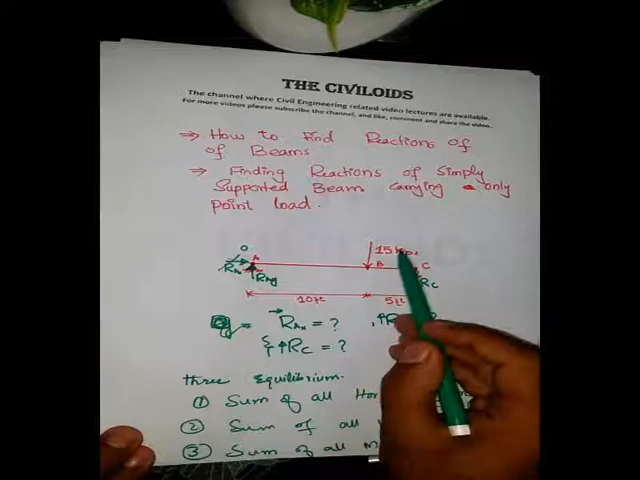 THE CIVILOIDS
The channel where Civil Engineering related video lectures are available.
For more videos please subscribe the channel, and like, comment and share the video.
⇒ How to Find Reactions of
of Beams
⇒ Finding Reactions of Simply
Supported Beam carrying only
point load.
0 A 15 B C
RAx RAy RC
10ft 5ft
RAx = ? , ↑R
& ↑RC = ?
three Equilibrium.
① Sum of all Hor
② Sum of all
③ Sum of all M